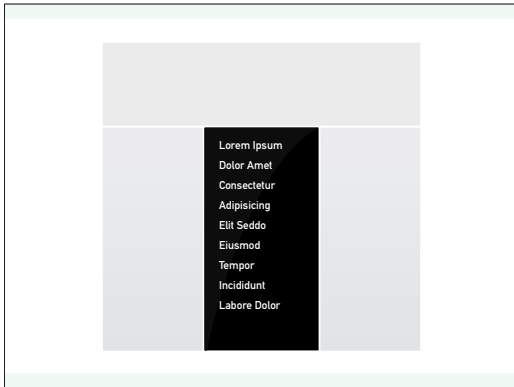 Lorem Ipsum
Dolor Amet
Consectetur
Adipisicing
Elit Seddo
Eiusmod
Tempor
Incididunt
Labore Dolor